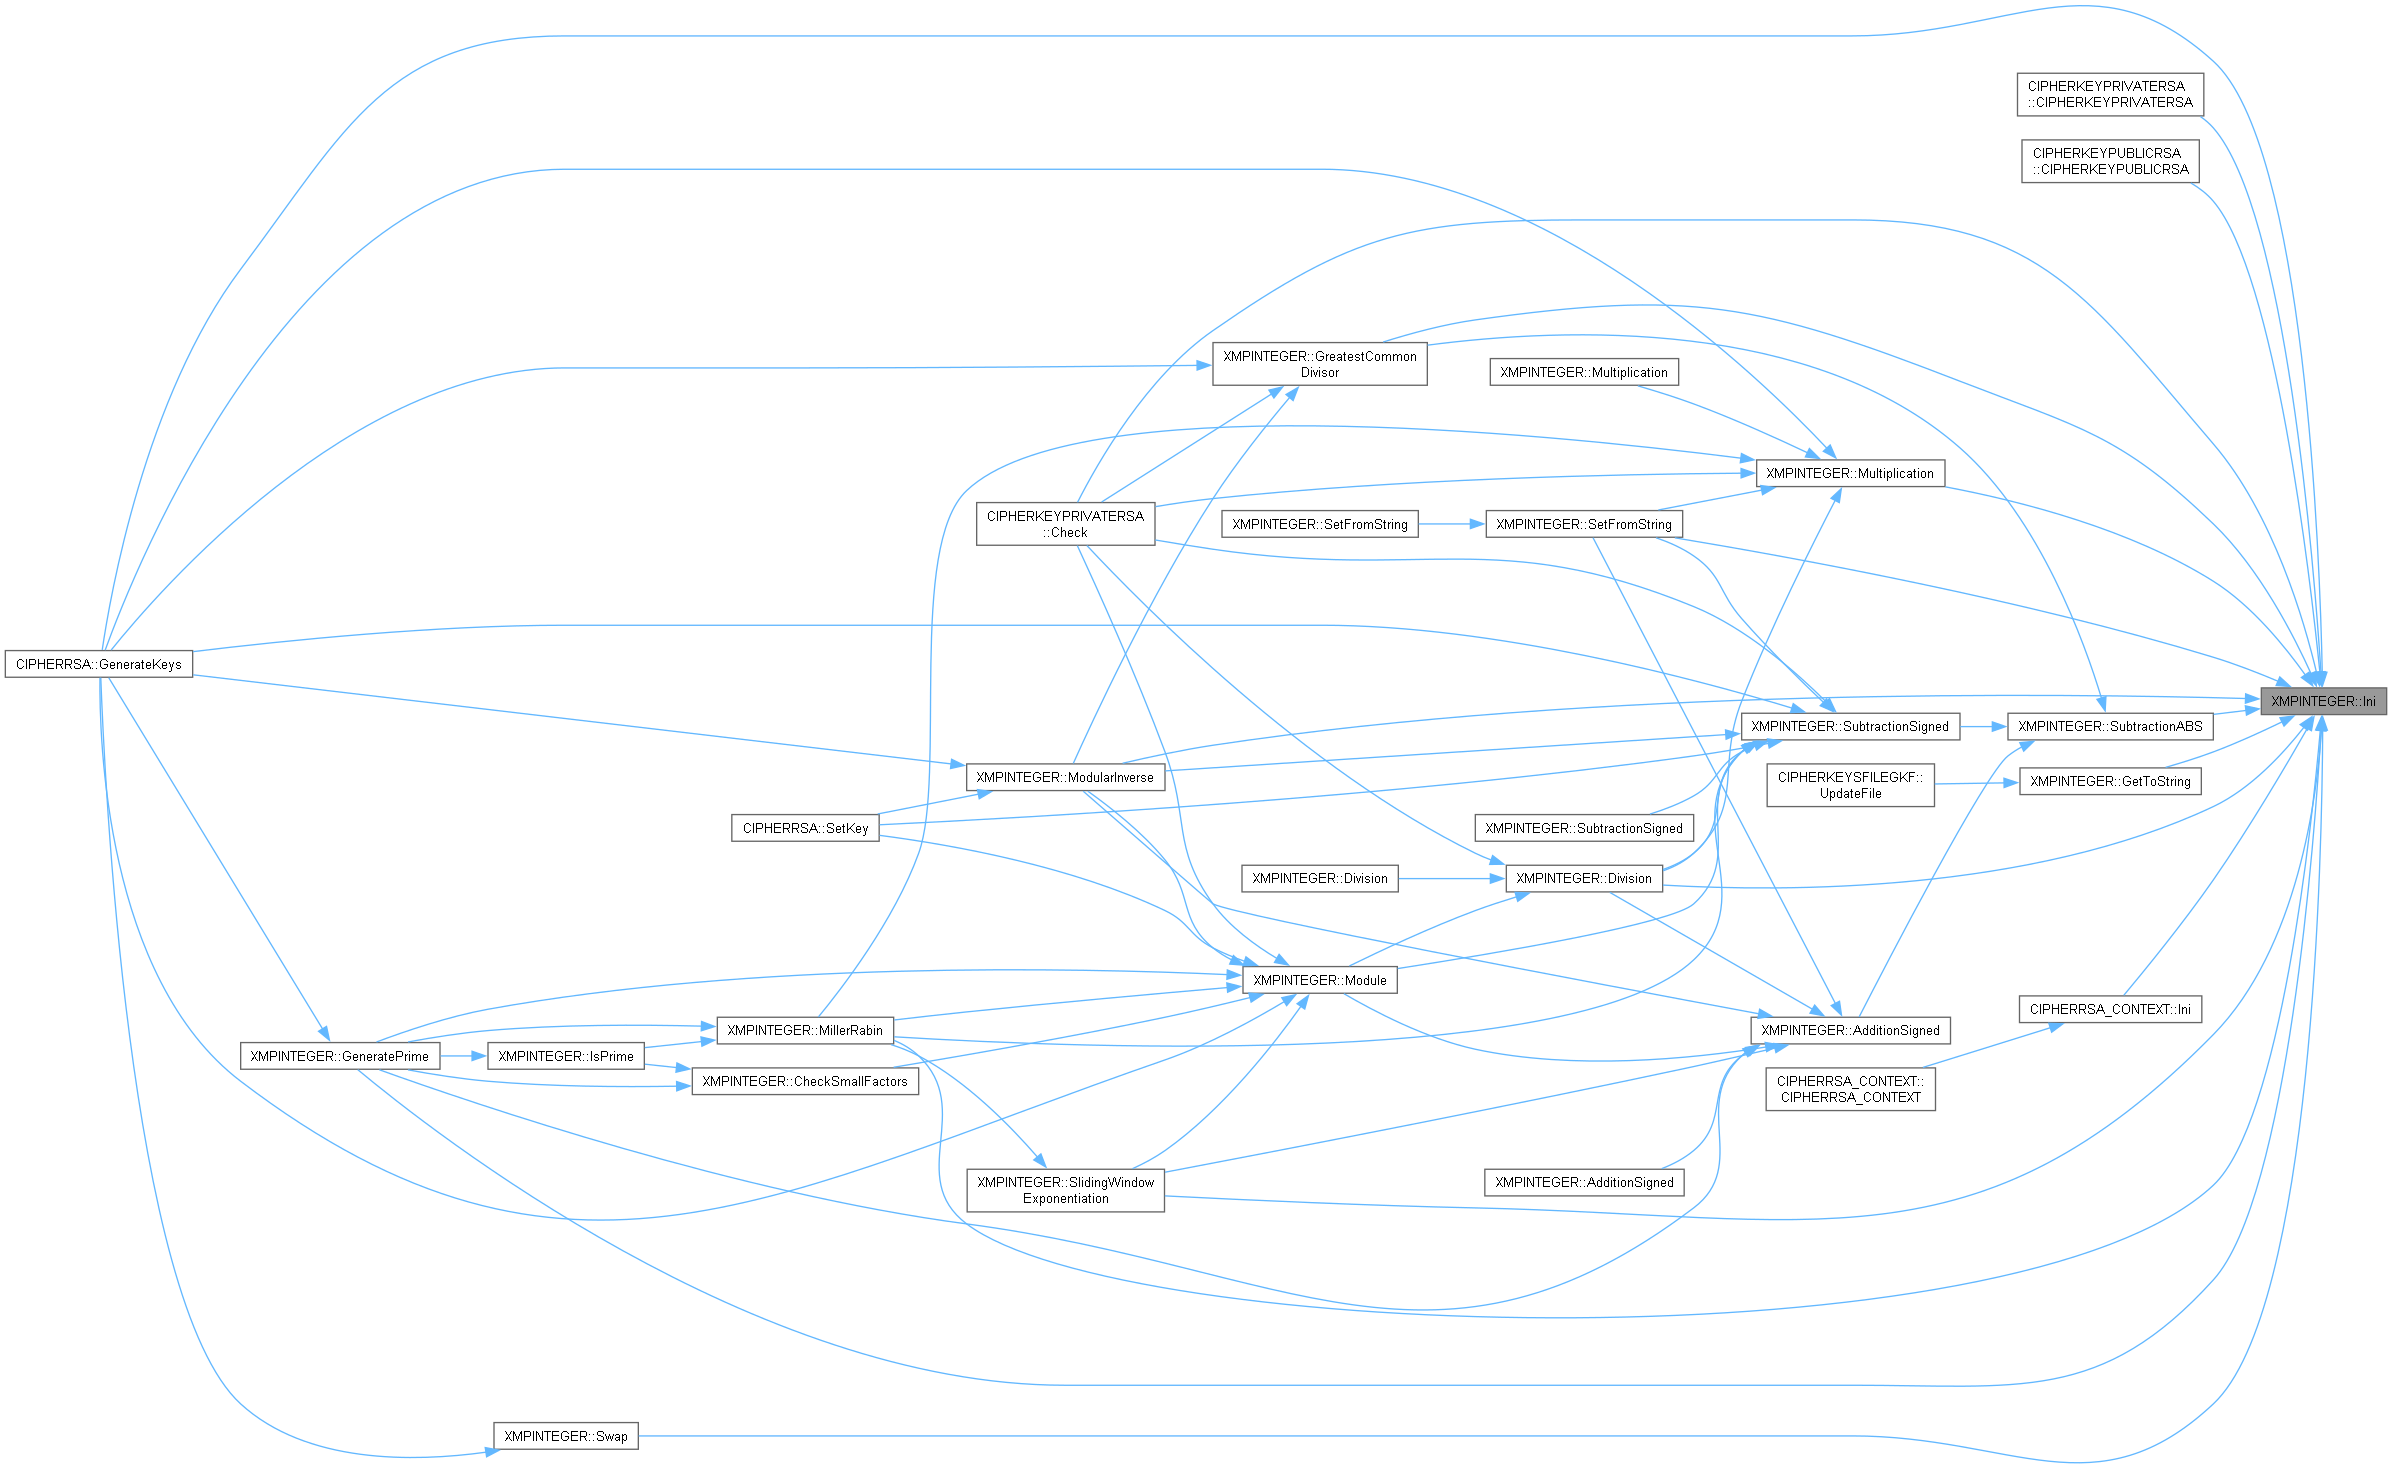 CIPHERKEYPRIVATERSA
::CIPHERKEYPRIVATERSA
CIPHERKEYPUBLICRSA
::CIPHERKEYPUBLICRSA
XMPINTEGER::GreatestCommon
Divisor
XMPINTEGER::Multiplication
XMPINTEGER::Multiplication
CIPHERKEYPRIVATERSA
::Check
XMPINTEGER::SetFromString
XMPINTEGER::SetFromString
CIPHERRSA::GenerateKeys
XMPINTEGER::Ini
XMPINTEGER::SubtractionSigned
XMPINTEGER::SubtractionABS
XMPINTEGER::ModularInverse
CIPHERKEYSFILEGKF::
UpdateFile
XMPINTEGER::GetToString
CIPHERRSA::SetKey
XMPINTEGER::SubtractionSigned
XMPINTEGER::Division
XMPINTEGER::Division
XMPINTEGER::Module
CIPHERRSA_CONTEXT::Ini
XMPINTEGER::MillerRabin
XMPINTEGER::AdditionSigned
XMPINTEGER::GeneratePrime
XMPINTEGER::IsPrime
XMPINTEGER::CheckSmallFactors
CIPHERRSA_CONTEXT::
CIPHERRSA_CONTEXT
XMPINTEGER::SlidingWindow
Exponentiation
XMPINTEGER::AdditionSigned
XMPINTEGER::Swap